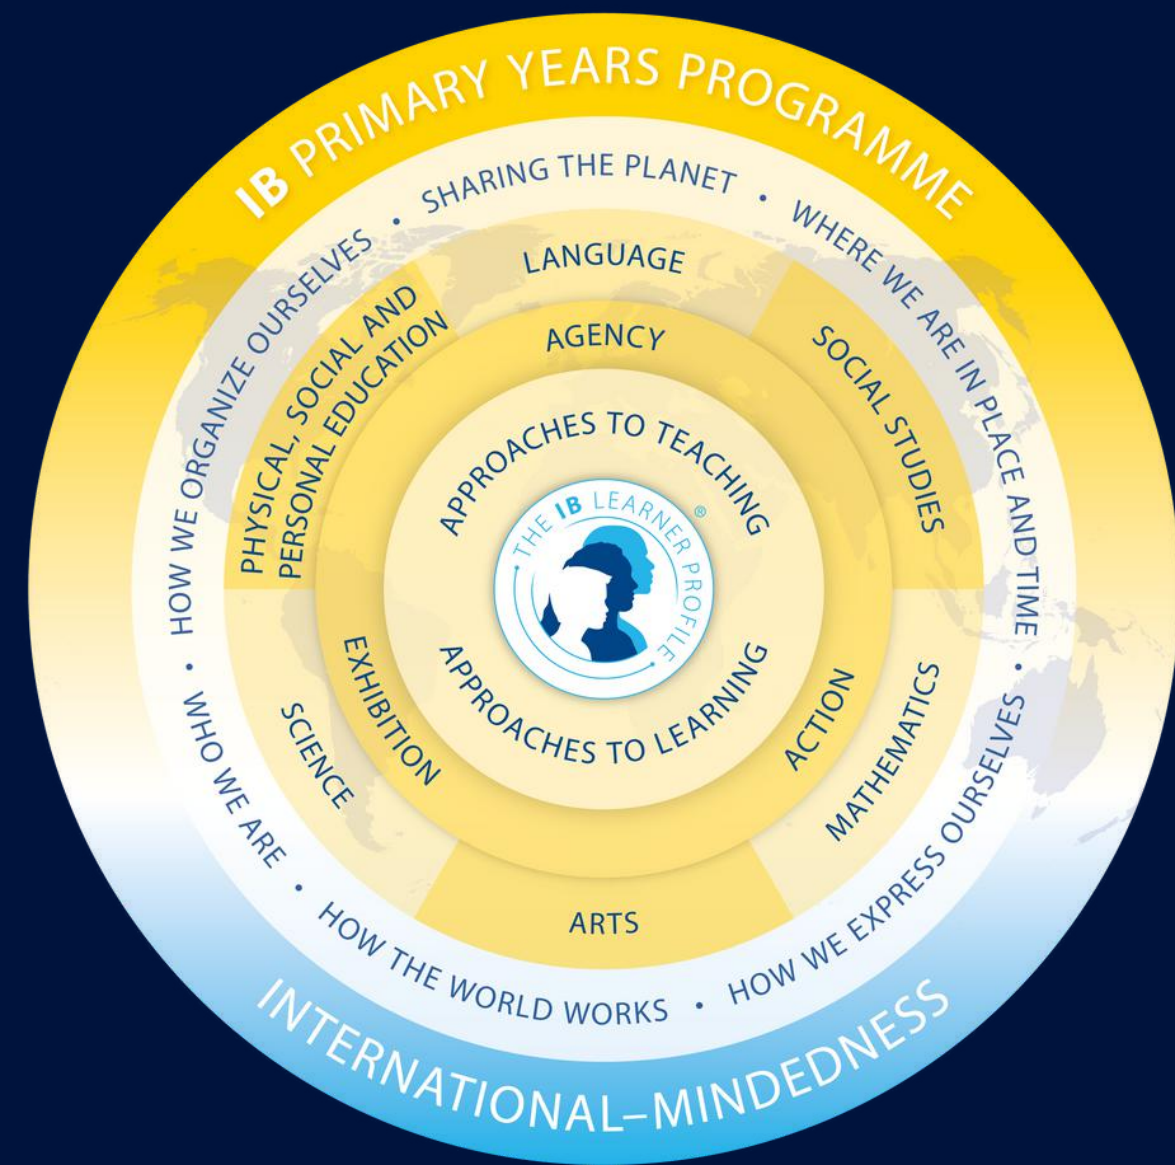 IB PRIMARY YEARS PROGRAMME
SHARING THE PLANET • WHERE WE ARE IN PLACE AND TIME • HOW WE EXPRESS OURSELVES • HOW THE WORLD WORKS • WHO WE ARE • HOW WE ORGANIZE OURSELVES •
LANGUAGE
SOCIAL STUDIES
MATHEMATICS
ARTS
SCIENCE
PHYSICAL, SOCIAL AND
PERSONAL EDUCATION
AGENCY
ACTION
EXHIBITION
APPROACHES TO TEACHING
THE IB LEARNER PROFILE
®
APPROACHES TO LEARNING
INTERNATIONAL–MINDEDNESS